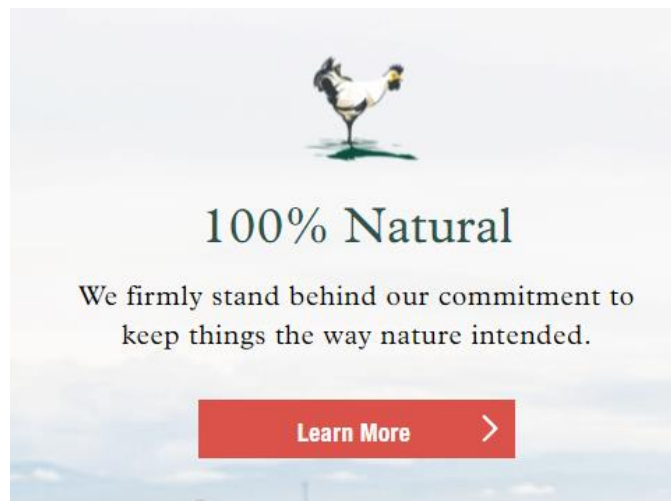 100% Natural
We firmly stand behind our commitment to
keep things the way nature intended.
Learn More